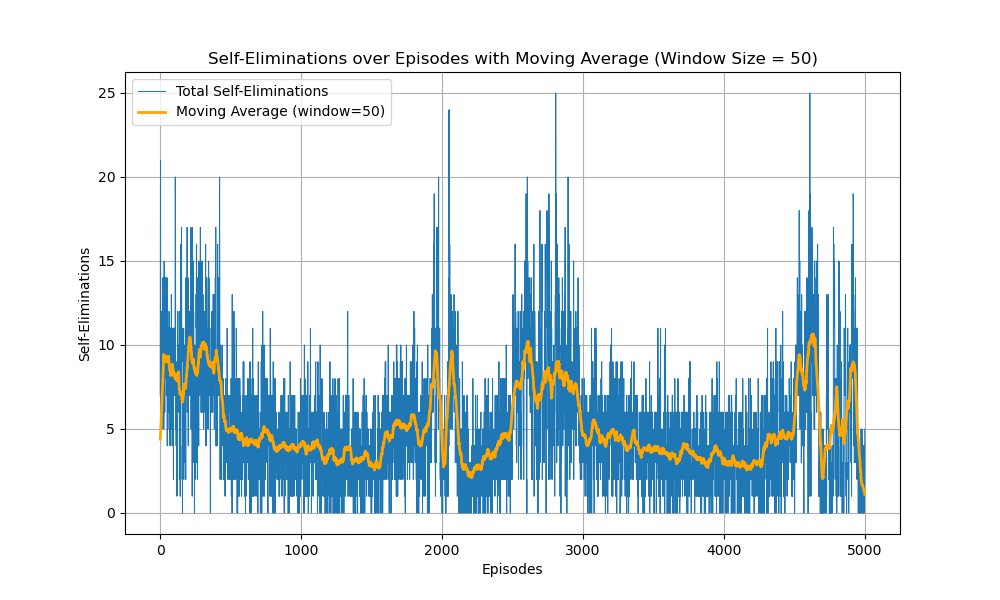 Self-Eliminations over Episodes with Moving Average (Window Size = 50)
Total Self-Eliminations
Moving Average (window=50)
Self-Eliminations
25
20
15
10
5
0
0 1000 2000 3000 4000 5000
Episodes